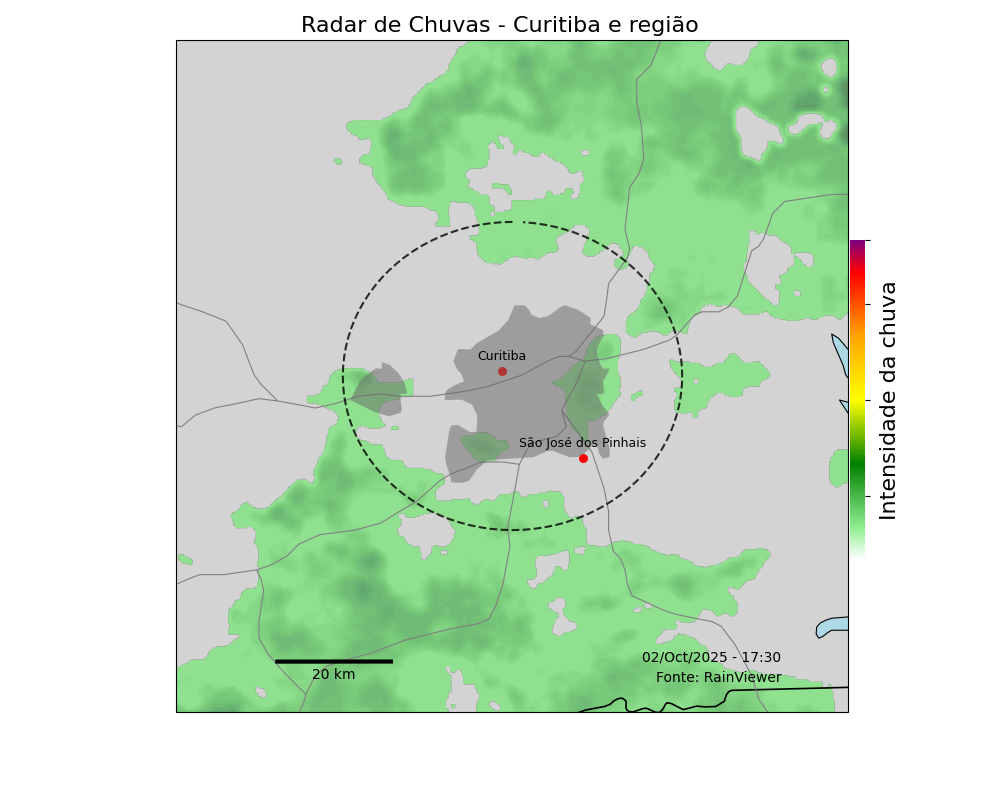 Radar de Chuvas - Curitiba e região
Curitiba
São José dos Pinhais
Intensidade da chuva
02/Oct/2025 - 17:30
Fonte: RainViewer
20 km